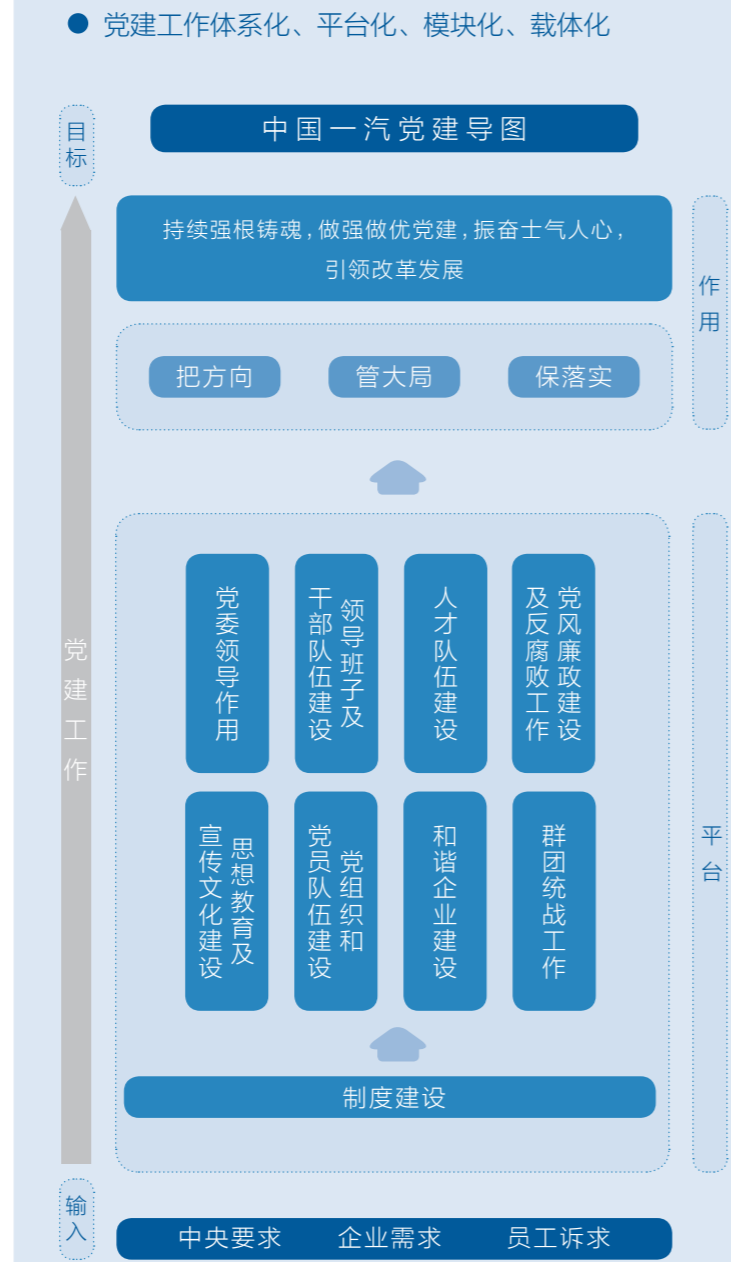 ● 党建工作体系化、平台化、模块化、载体化
目标
中国一汽党建导图
持续强根铸魂，做强做优党建，振奋士气人心，
引领改革发展
作用
把方向
管大局
保落实
党建工作
党委领导作用
领导班子及
干部队伍建设
人才队伍建设
党风廉政建设
及反腐败工作
思想教育及
宣传文化建设
党组织和
党员队伍建设
和谐企业建设
群团统战工作
平台
制度建设
输入
中央要求 企业需求 员工诉求